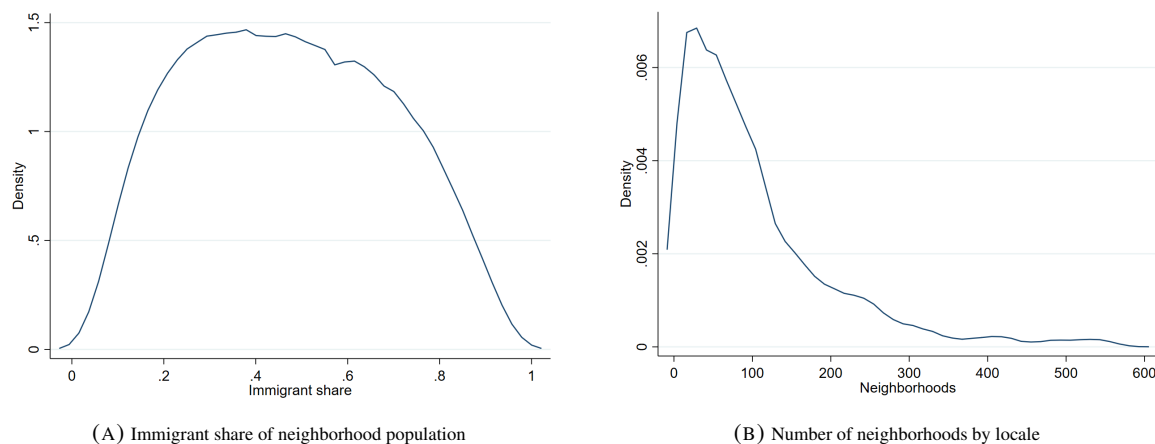 1.5
1
.5
0
Density
0 .2 .4 .6 .8 1
Immigrant share
(A) Immigrant share of neighborhood population
.006
.004
.002
0
Density
0 100 200 300 400 500 600
Neighborhoods
(B) Number of neighborhoods by locale